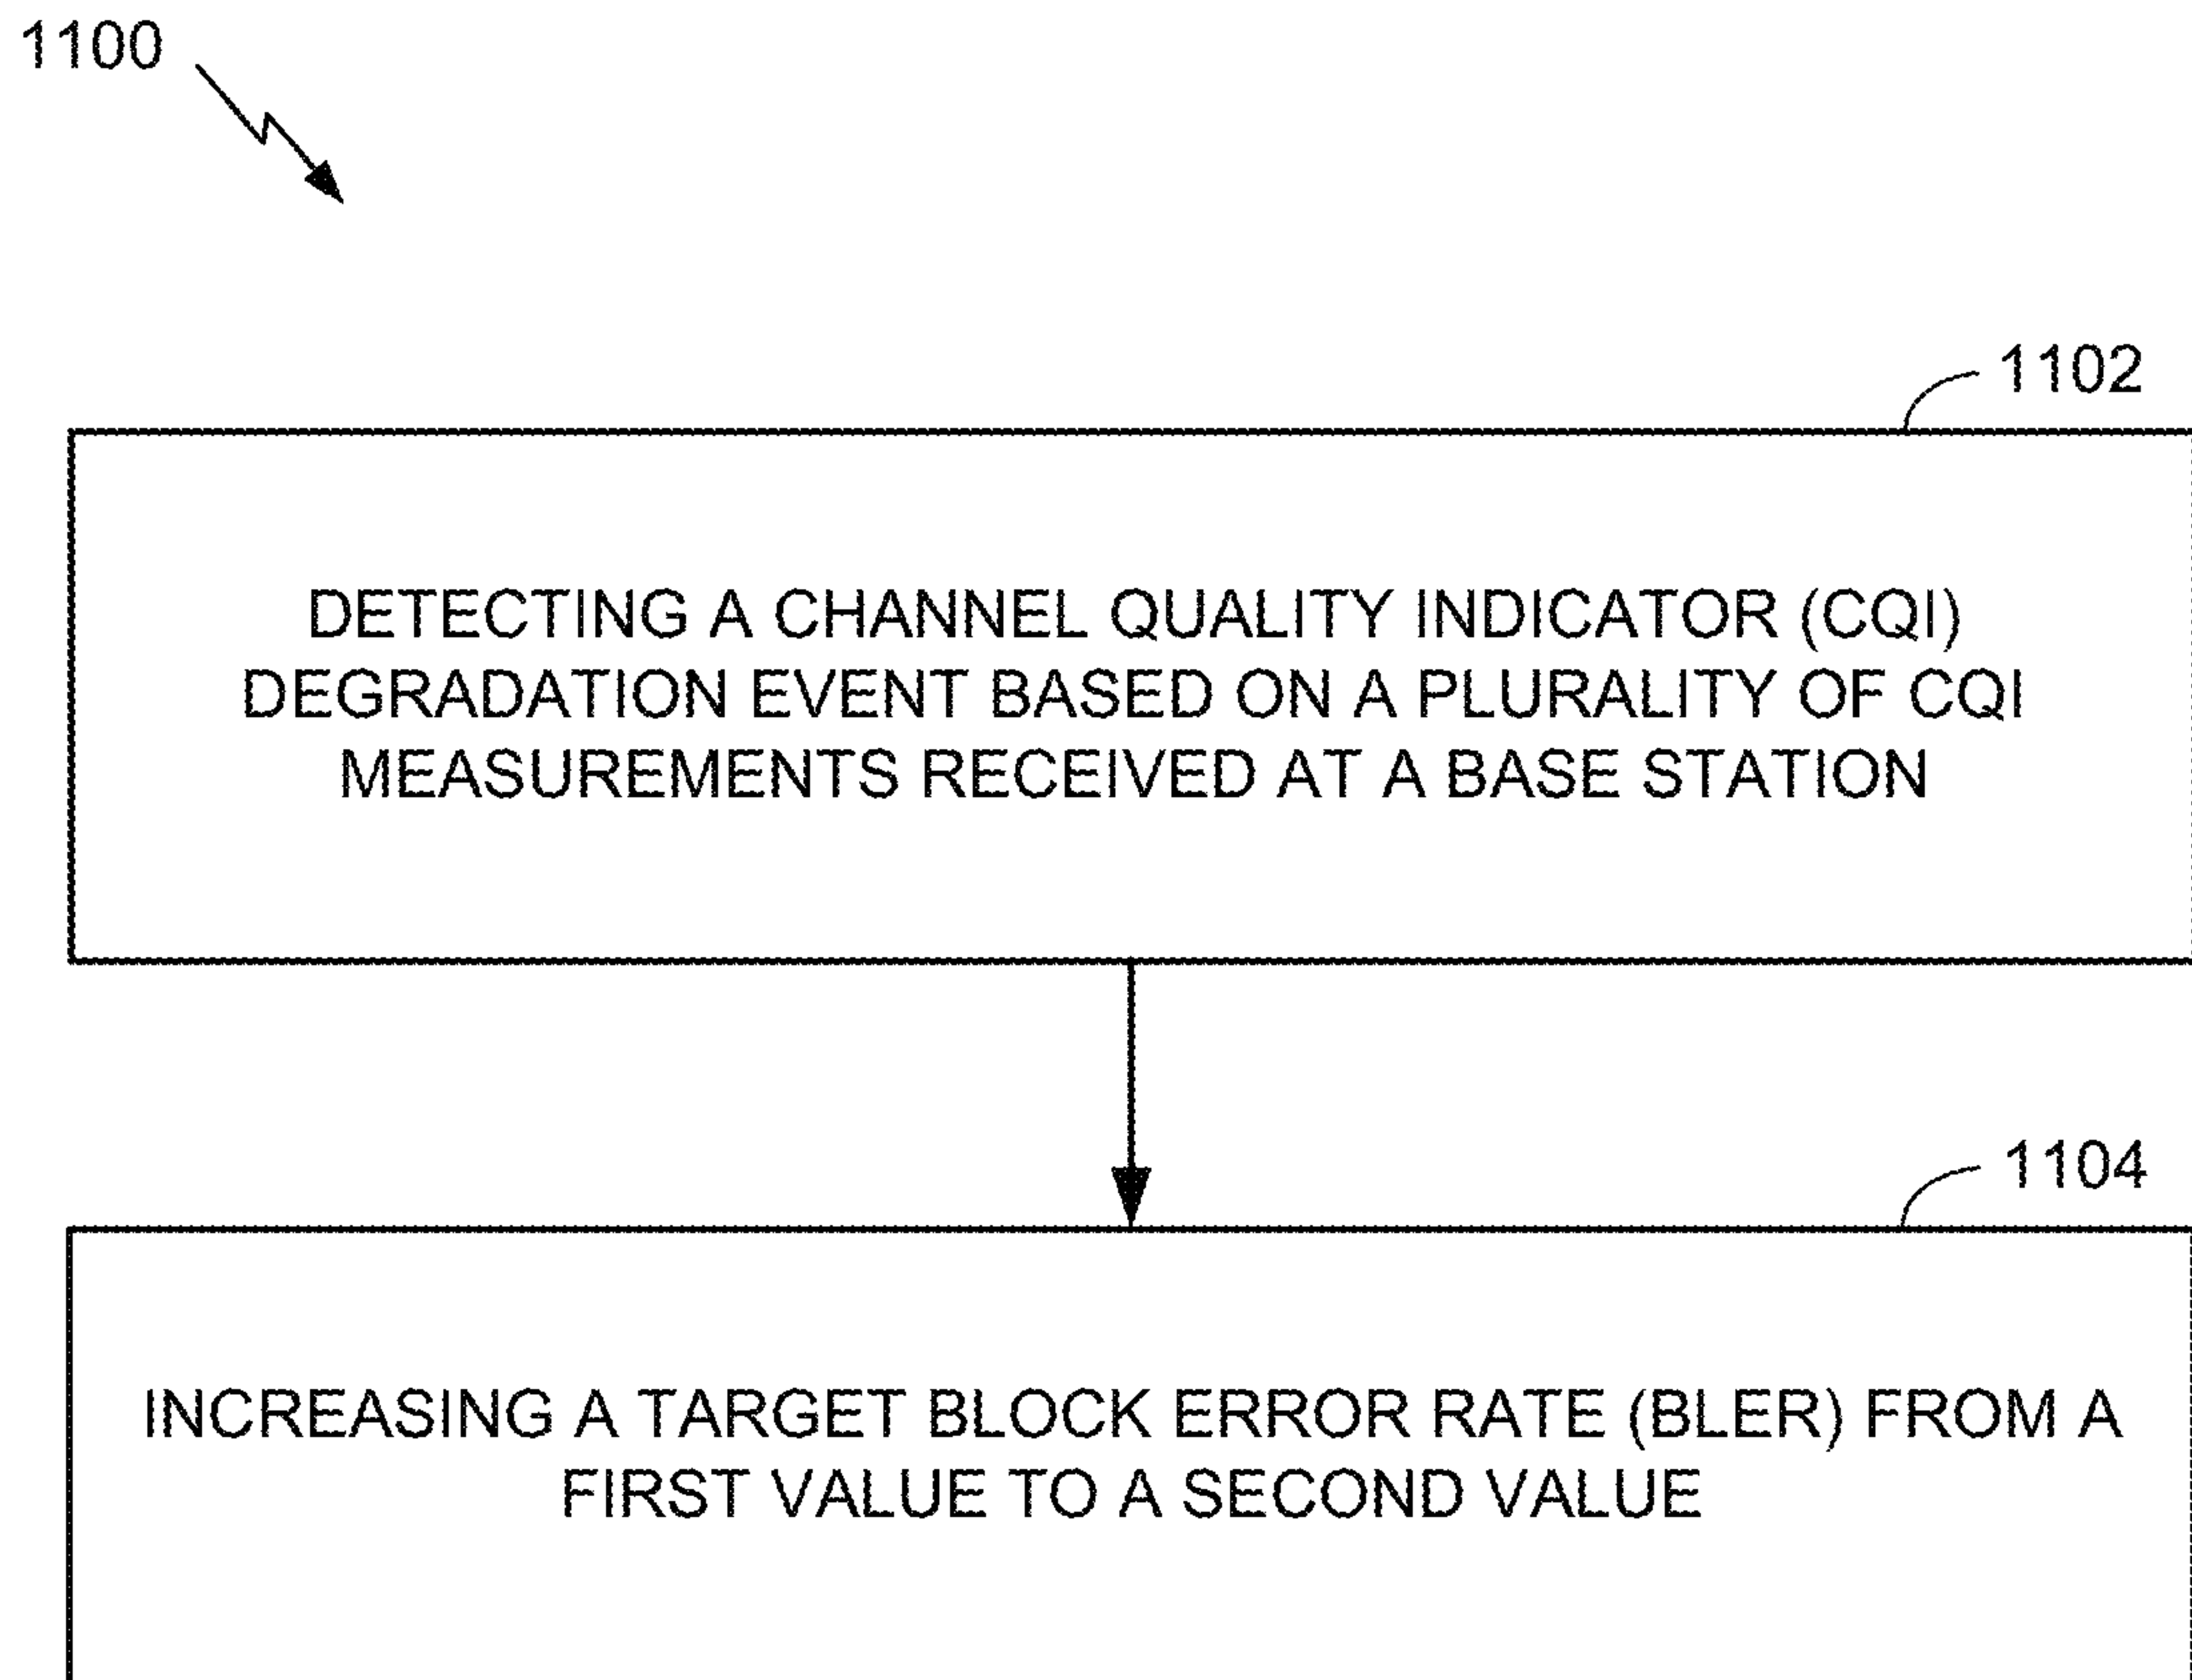 1100
1102
DETECTING A CHANNEL QUALITY INDICATOR (CQI)
DEGRADATION EVENT BASED ON A PLURALITY OF CQI
MEASUREMENTS RECEIVED AT A BASE STATION
1104
INCREASING A TARGET BLOCK ERROR RATE (BLER) FROM A
FIRST VALUE TO A SECOND VALUE